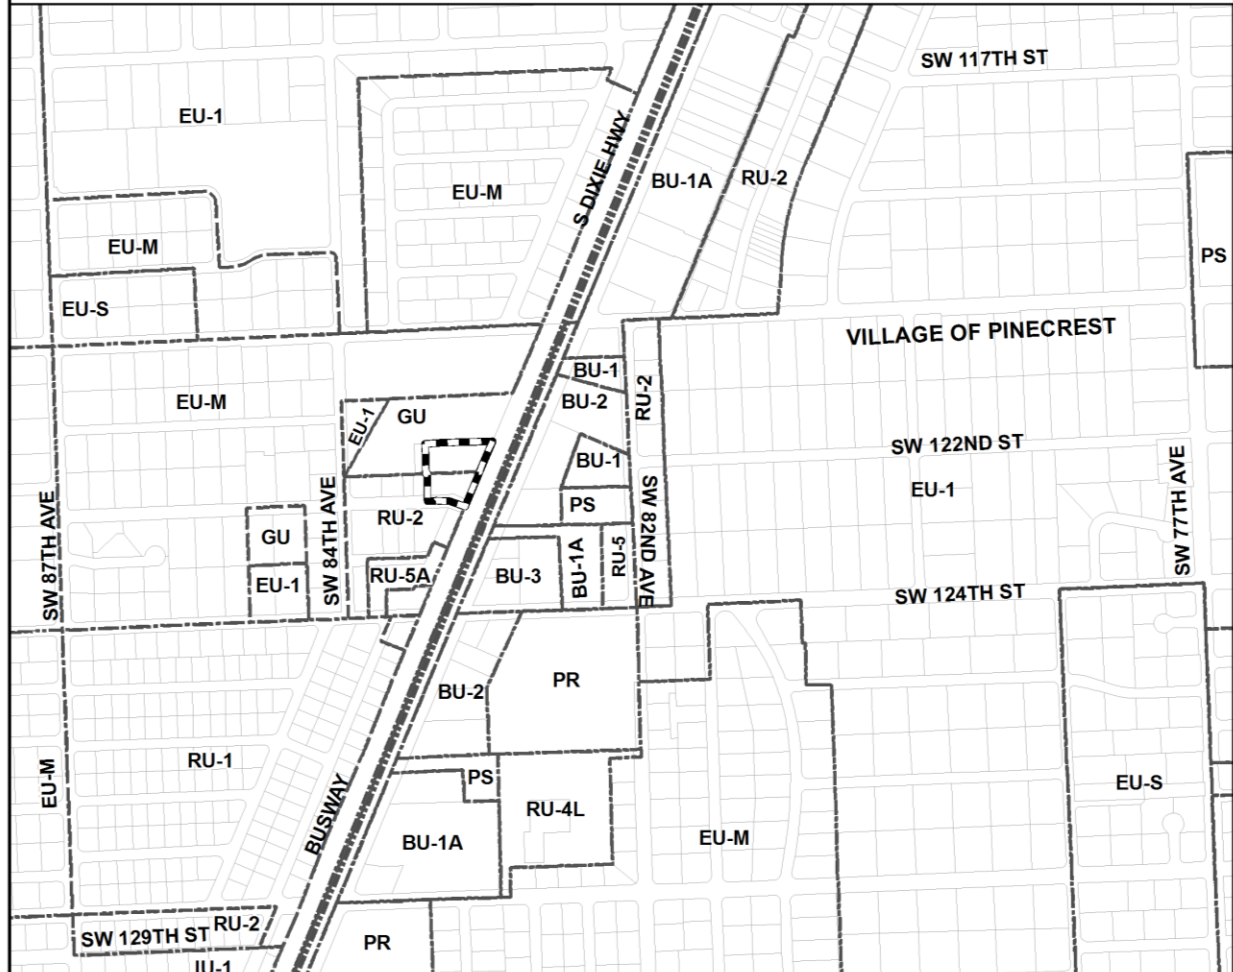 SW 117TH ST
EU-1
S DIXIE HWY
BU-1A
RU-2
EU-M
EU-M
PS
EU-S
VILLAGE OF PINECREST
BU-1
RU-2
EU-M
BU-2
EU-1
GU
SW 122ND ST
BU-1
SW 77TH AVE
EU-1
SW 87TH AVE
SW 84TH AVE
RU-2
PS
SW 82ND AVE
GU
BU-1A
RU-5
RU-5A
BU-3
EU-1
SW 124TH ST
PR
BU-2
RU-1
EU-M
PS
EU-S
RU-4L
BUSWAY
BU-1A
EU-M
RU-2
SW 129TH ST
PR